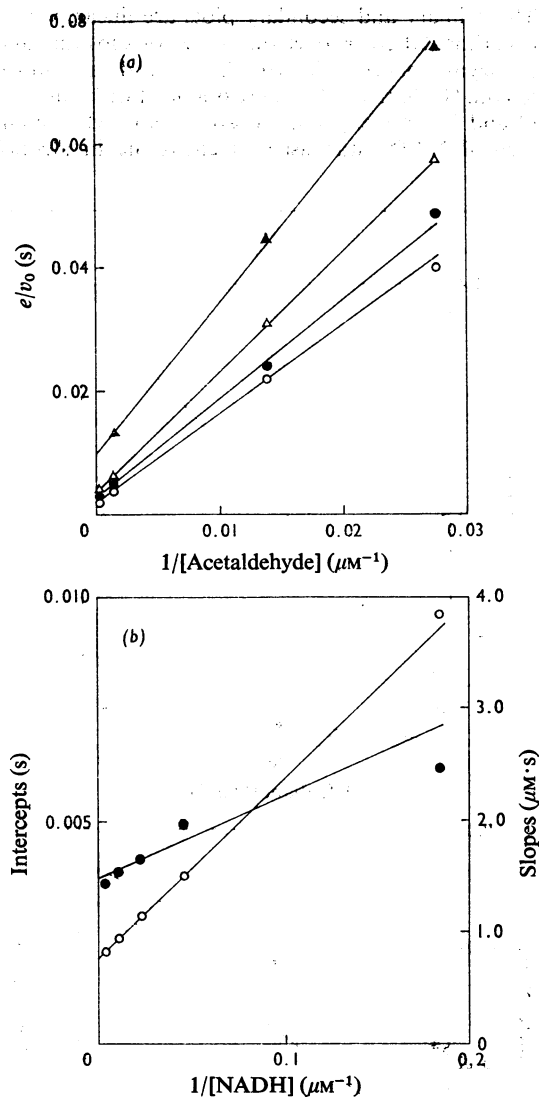 0.08
(a)
0.06
0.04
0.02
e/v₀ (s)
0
0.01
0.02
0.03
1/[Acetaldehyde] (μM⁻¹)
0.010
(b)
4.0
3.0
0.005
2.0
1.0
0
Intercepts (s)
Slopes (μM·s)
0
0.1
0,2
1/[NADH] (μM⁻¹)